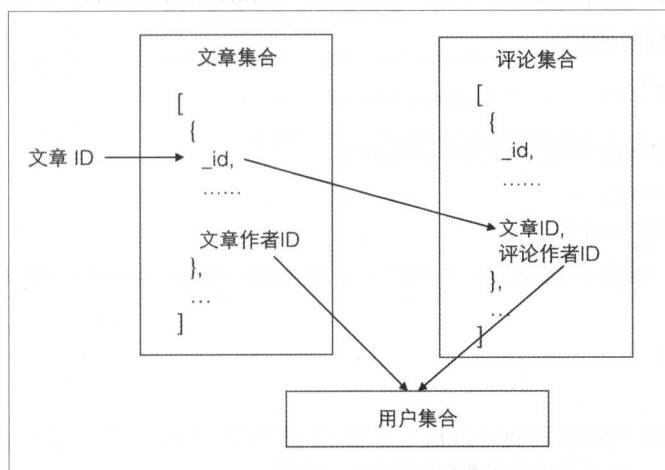 文章集合
[
{
文章 ID
_id,
……
文章作者ID
},
…
]
评论集合
[
{
_id,
……
文章ID,
评论作者ID
},
…
]
用户集合